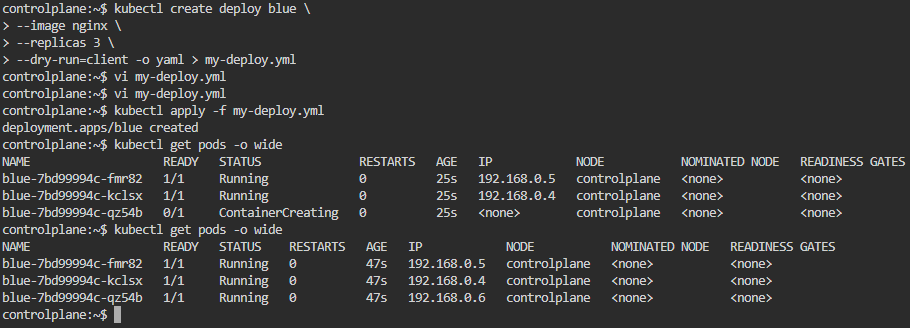 controlplane:~$ kubectl create deploy blue \
> --image nginx \
> --replicas 3 \
> --dry-run=client -o yaml > my-deploy.yml
controlplane:~$ vi my-deploy.yml
controlplane:~$ vi my-deploy.yml
controlplane:~$ kubectl apply -f my-deploy.yml
deployment.apps/blue created
controlplane:~$ kubectl get pods -o wide
NAME READY STATUS RESTARTS AGE IP NODE NOMINATED NODE READINESS GATES
blue-7bd99994c-fmr82 1/1 Running 0 25s 192.168.0.5 controlplane <none> <none>
blue-7bd99994c-kclsx 1/1 Running 0 25s 192.168.0.4 controlplane <none> <none>
blue-7bd99994c-qz54b 0/1 ContainerCreating 0 25s <none> controlplane <none> <none>
controlplane:~$ kubectl get pods -o wide
NAME READY STATUS RESTARTS AGE IP NODE NOMINATED NODE READINESS GATES
blue-7bd99994c-fmr82 1/1 Running 0 47s 192.168.0.5 controlplane <none> <none>
blue-7bd99994c-kclsx 1/1 Running 0 47s 192.168.0.4 controlplane <none> <none>
blue-7bd99994c-qz54b 1/1 Running 0 47s 192.168.0.6 controlplane <none> <none>
controlplane:~$